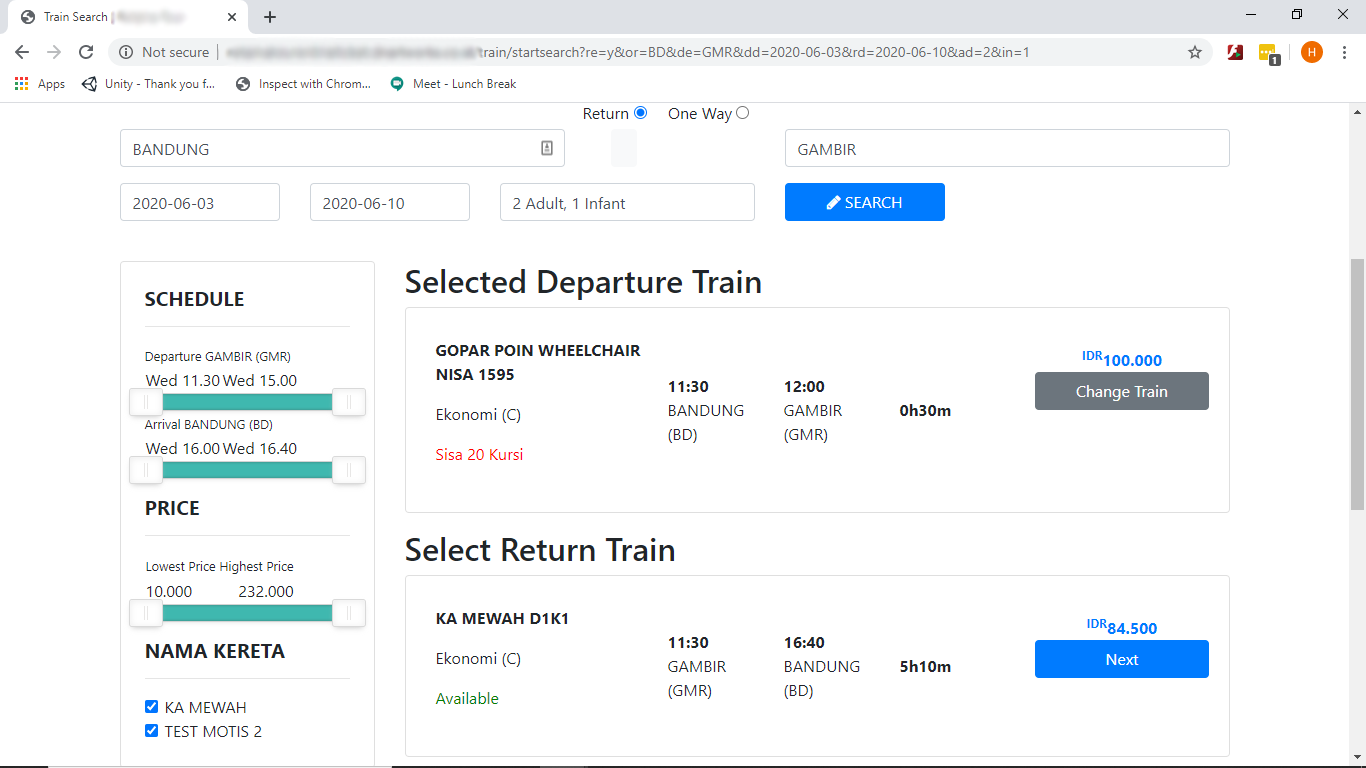 Train Search |
Not secure
train/startsearch?re=y&or=BD&de=GMR&dd=2020-06-03&rd=2020-06-10&ad=2&in=1
1
H
Apps
Unity - Thank you f...
Inspect with Chrom...
Meet - Lunch Break
Return
One Way
BANDUNG
GAMBIR
2020-06-03
2020-06-10
2 Adult, 1 Infant
SEARCH
SCHEDULE
Departure GAMBIR (GMR)
Wed 11.30 Wed 15.00
Arrival BANDUNG (BD)
Wed 16.00 Wed 16.40
PRICE
Lowest Price Highest Price
10.000 232.000
NAMA KERETA
KA MEWAH
TEST MOTIS 2
Selected Departure Train
GOPAR POIN WHEELCHAIR
NISA 1595
Ekonomi (C)
Sisa 20 Kursi
11:30
BANDUNG
(BD)
12:00
GAMBIR
(GMR)
0h30m
IDR100.000
Change Train
Select Return Train
KA MEWAH D1K1
Ekonomi (C)
Available
11:30
GAMBIR
(GMR)
16:40
BANDUNG
(BD)
5h10m
IDR84.500
Next